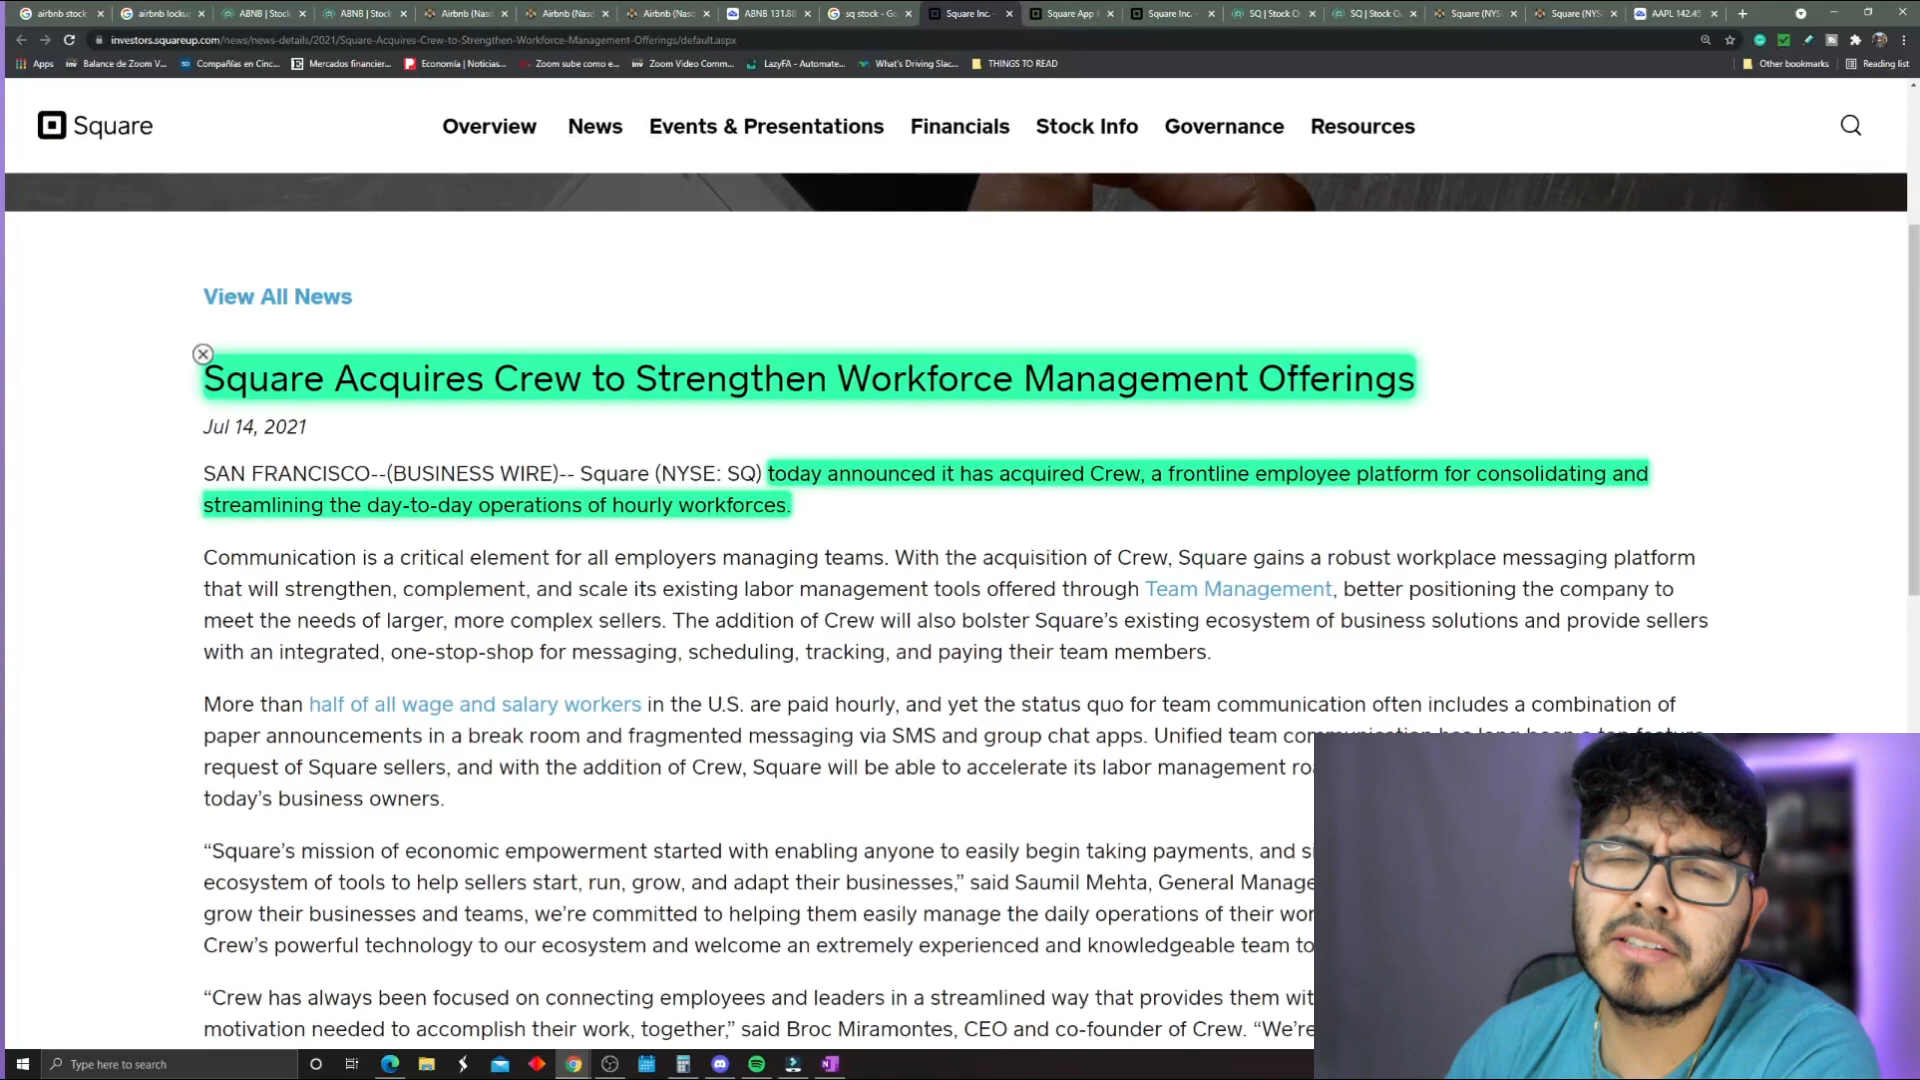 airbnb stock
airbnb locku
ABNB | Stock
ABNB | Stock
Airbnb (Nas
Airbnb (Nasd
Airbnb (Nas
ABNB 131.88
sq stock - Go
Square Inc. -
Square App
Square Inc. -
SQ | Stock O
SQ | Stock O
Square (NYS
Square (NYS
AAPL 142.45
investors.squareup.com/news/news-details/2021/Square-Acquires-Crew-to-Strengthen-Workforce-Management-Offerings/default.aspx
Apps
Balance de Zoom V...
Compañías en Cinc...
Mercados financier...
Economía | Noticias...
Zoom sube como e...
Zoom Video Comm...
LazyFA - Automate...
What's Driving Slac...
THINGS TO READ
Other bookmarks
Reading list
Square
Overview
News
Events & Presentations
Financials
Stock Info
Governance
Resources
View All News
Square Acquires Crew to Strengthen Workforce Management Offerings
Jul 14, 2021
SAN FRANCISCO--(BUSINESS WIRE)-- Square (NYSE: SQ) today announced it has acquired Crew, a frontline employee platform for consolidating and
streamlining the day-to-day operations of hourly workforces.
Communication is a critical element for all employers managing teams. With the acquisition of Crew, Square gains a robust workplace messaging platform
that will strengthen, complement, and scale its existing labor management tools offered through Team Management, better positioning the company to
meet the needs of larger, more complex sellers. The addition of Crew will also bolster Square's existing ecosystem of business solutions and provide sellers
with an integrated, one-stop-shop for messaging, scheduling, tracking, and paying their team members.
More than half of all wage and salary workers in the U.S. are paid hourly, and yet the status quo for team communication often includes a combination of
paper announcements in a break room and fragmented messaging via SMS and group chat apps. Unified team communication has long been a top feature
request of Square sellers, and with the addition of Crew, Square will be able to accelerate its labor management ro
today's business owners.
“Square's mission of economic empowerment started with enabling anyone to easily begin taking payments, and s
ecosystem of tools to help sellers start, run, grow, and adapt their businesses,” said Saumil Mehta, General Manage
grow their businesses and teams, we're committed to helping them easily manage the daily operations of their wor
Crew's powerful technology to our ecosystem and welcome an extremely experienced and knowledgeable team to
“Crew has always been focused on connecting employees and leaders in a streamlined way that provides them wit
motivation needed to accomplish their work, together,” said Broc Miramontes, CEO and co-founder of Crew. “We're
Type here to search